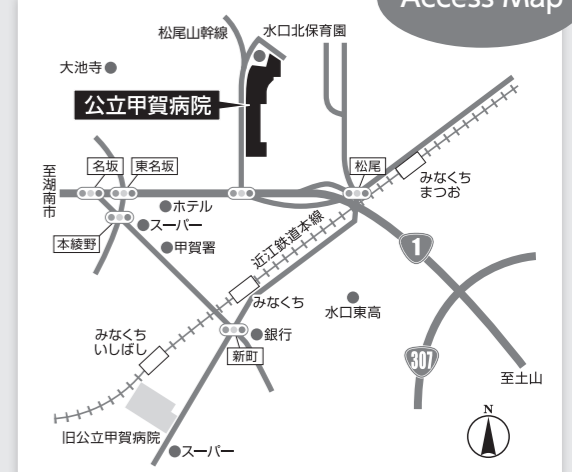 Access Map
松尾山幹線
水口北保育園
大池寺
公立甲賀病院
至湖南市
名坂
東名坂
松尾
みなくち
まつお
ホテル
スーパー
本綾野
甲賀署
近江鉄道本線
1
みなくち
水口東高
銀行
みなくち
いしばし
新町
307
至土山
旧公立甲賀病院
スーパー
N